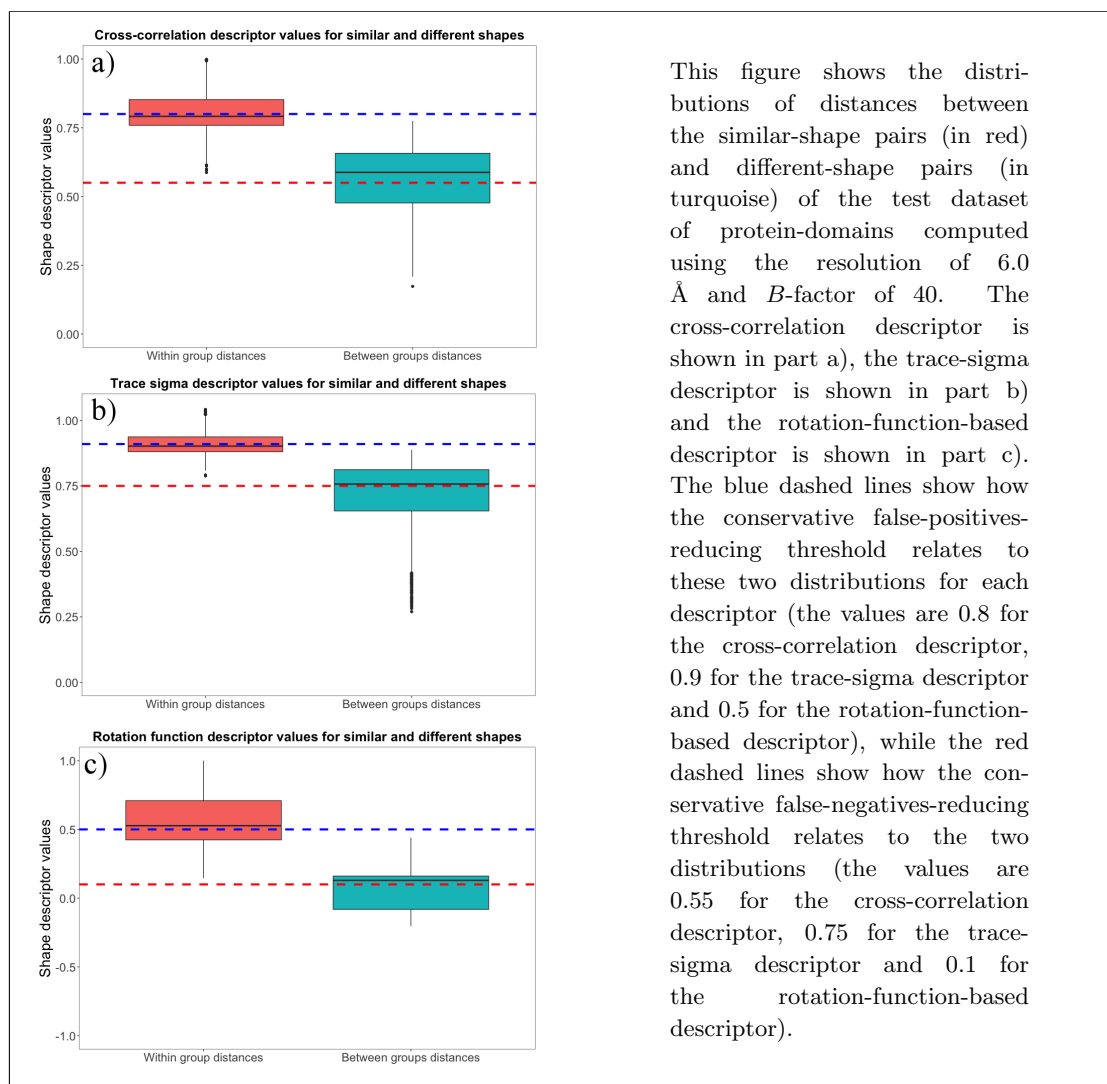 Cross-correlation descriptor values for similar and different shapes
a)
Shape descriptor values
1.00
0.75
0.50
0.25
0.00
Within group distances
Between groups distances
Trace sigma descriptor values for similar and different shapes
b)
Shape descriptor values
1.00
0.75
0.50
0.25
0.00
Within group distances
Between groups distances
Rotation function descriptor values for similar and different shapes
c)
Shape descriptor values
1.0
0.5
0.0
-0.5
-1.0
Within group distances
Between groups distances
This figure shows the distri-
butions of distances between
the similar-shape pairs (in red)
and different-shape pairs (in
turquoise) of the test dataset
of protein-domains computed
using the resolution of 6.0
Å and B-factor of 40. The
cross-correlation descriptor is
shown in part a), the trace-sigma
descriptor is shown in part b)
and the rotation-function-based
descriptor is shown in part c).
The blue dashed lines show how
the conservative false-positives-
reducing threshold relates to
these two distributions for each
descriptor (the values are 0.8 for
the cross-correlation descriptor,
0.9 for the trace-sigma descriptor
and 0.5 for the rotation-function-
based descriptor), while the red
dashed lines show how the con-
servative false-negatives-reducing
threshold relates to the two
distributions (the values are
0.55 for the cross-correlation
descriptor, 0.75 for the trace-
sigma descriptor and 0.1 for
the rotation-function-based
descriptor).